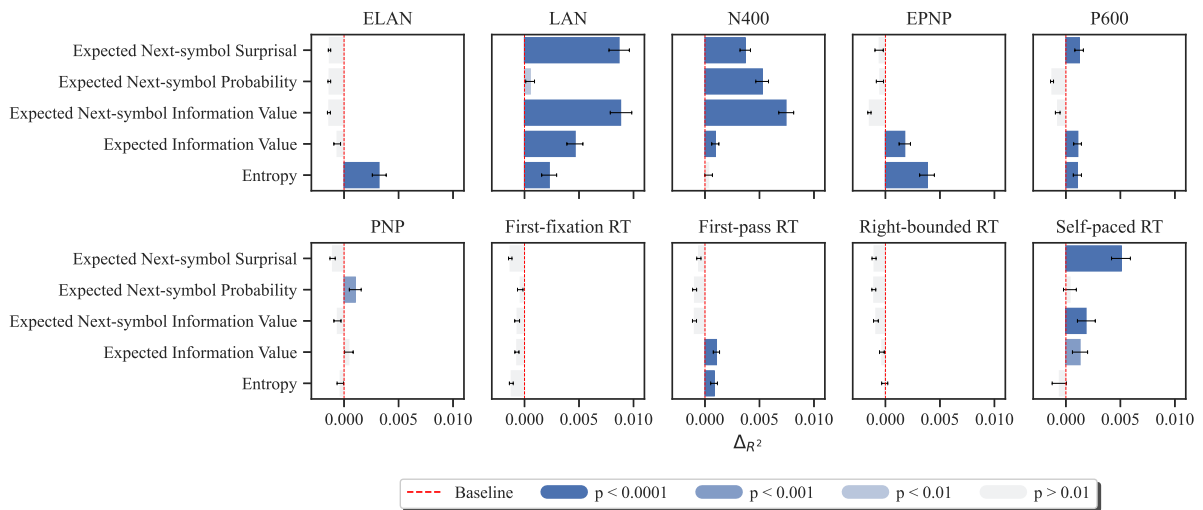 ELAN LAN N400 EPNP P600
Expected Next-symbol Surprisal
Expected Next-symbol Probability
Expected Next-symbol Information Value
Expected Information Value
Entropy
PNP First-fixation RT First-pass RT Right-bounded RT Self-paced RT
Expected Next-symbol Surprisal
Expected Next-symbol Probability
Expected Next-symbol Information Value
Expected Information Value
Entropy
0.000 0.005 0.010 0.000 0.005 0.010 0.000 0.005 0.010 0.000 0.005 0.010 0.000 0.005 0.010
Δ_R²
Baseline p < 0.0001 p < 0.001 p < 0.01 p > 0.01